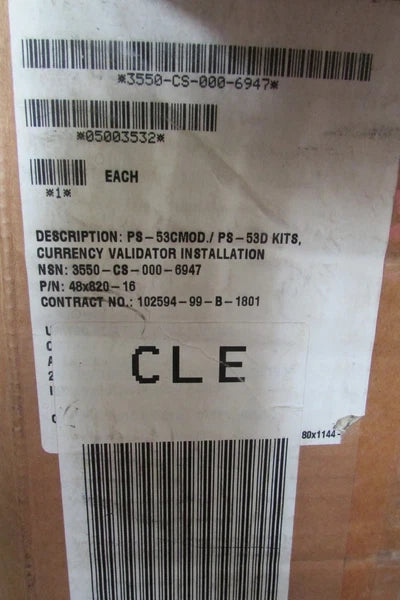 *3550-CS-000-6947*
*05003532*
EACH
*1*
DESCRIPTION: PS-53CMOD./ PS-53D KITS,
CURRENCY VALIDATOR INSTALLATION
NSN: 3550-CS-000-6947
P/N: 48x820-16
CONTRACT NO.: 102594-99-B-1801
CLE
80x1144-